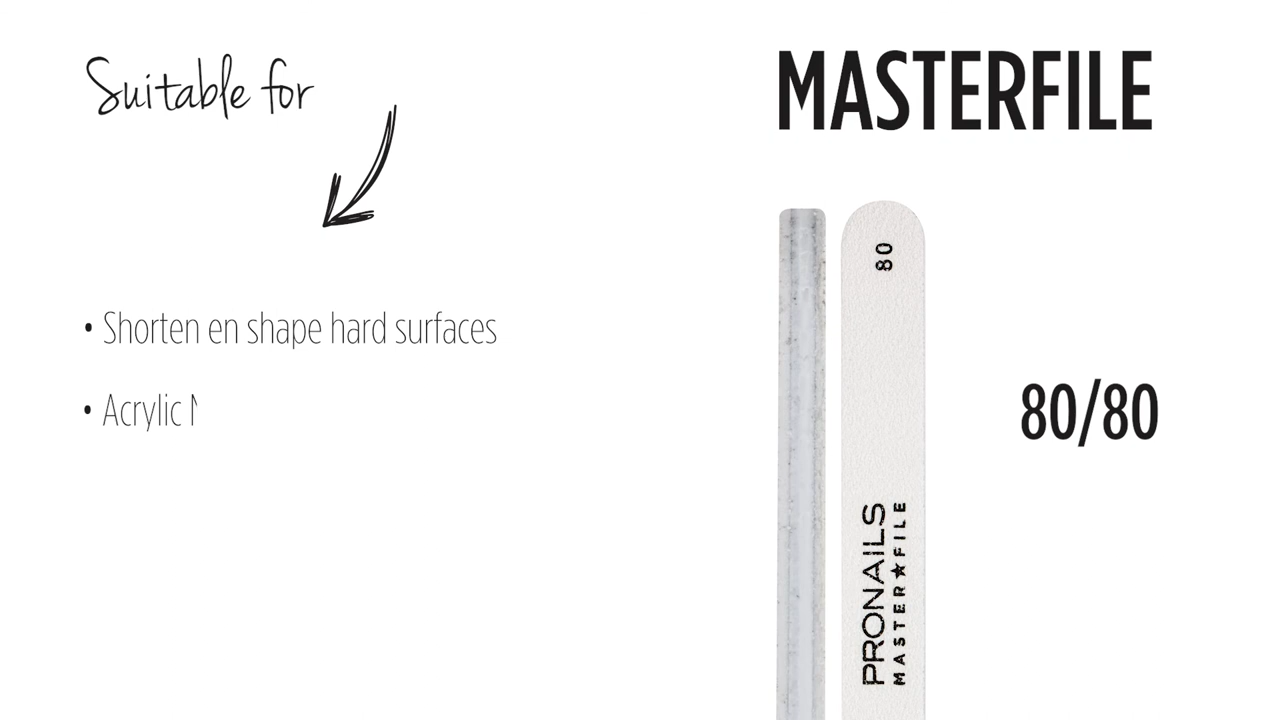 Suitable for
• Shorten en shape hard surfaces
• Acrylic N
MASTERFILE
80
80/80
PRONAILS
MASTER★FILE